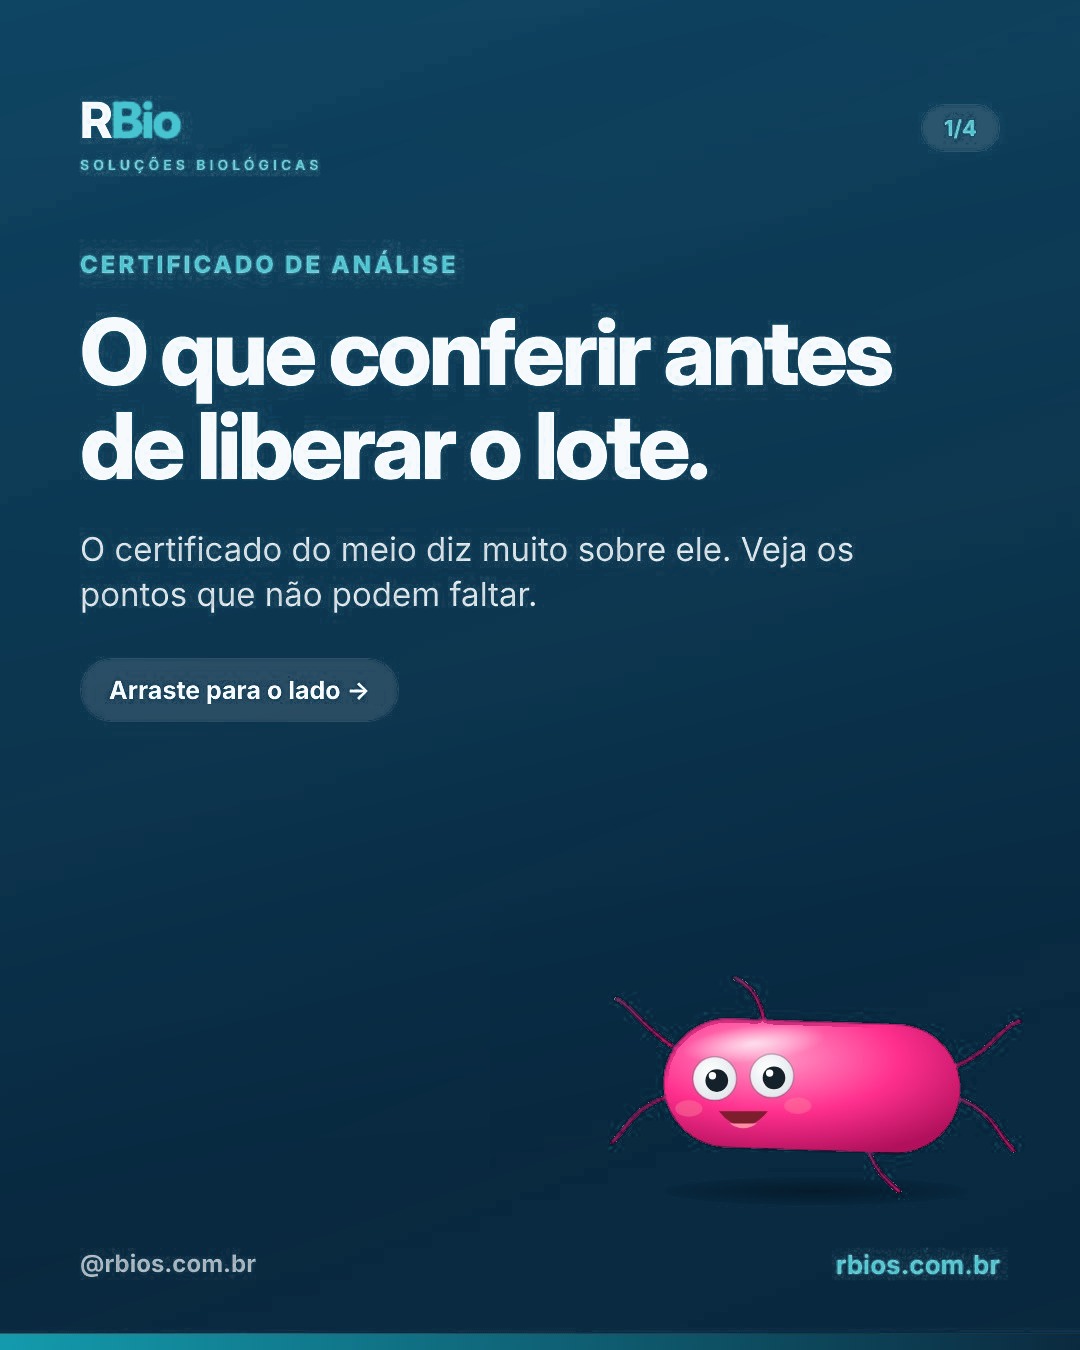 RBio
SOLUÇÕES BIOLÓGICAS
1/4
CERTIFICADO DE ANÁLISE
O que conferir antes
de liberar o lote.
O certificado do meio diz muito sobre ele. Veja os
pontos que não podem faltar.
Arraste para o lado →
@rbios.com.br
rbios.com.br